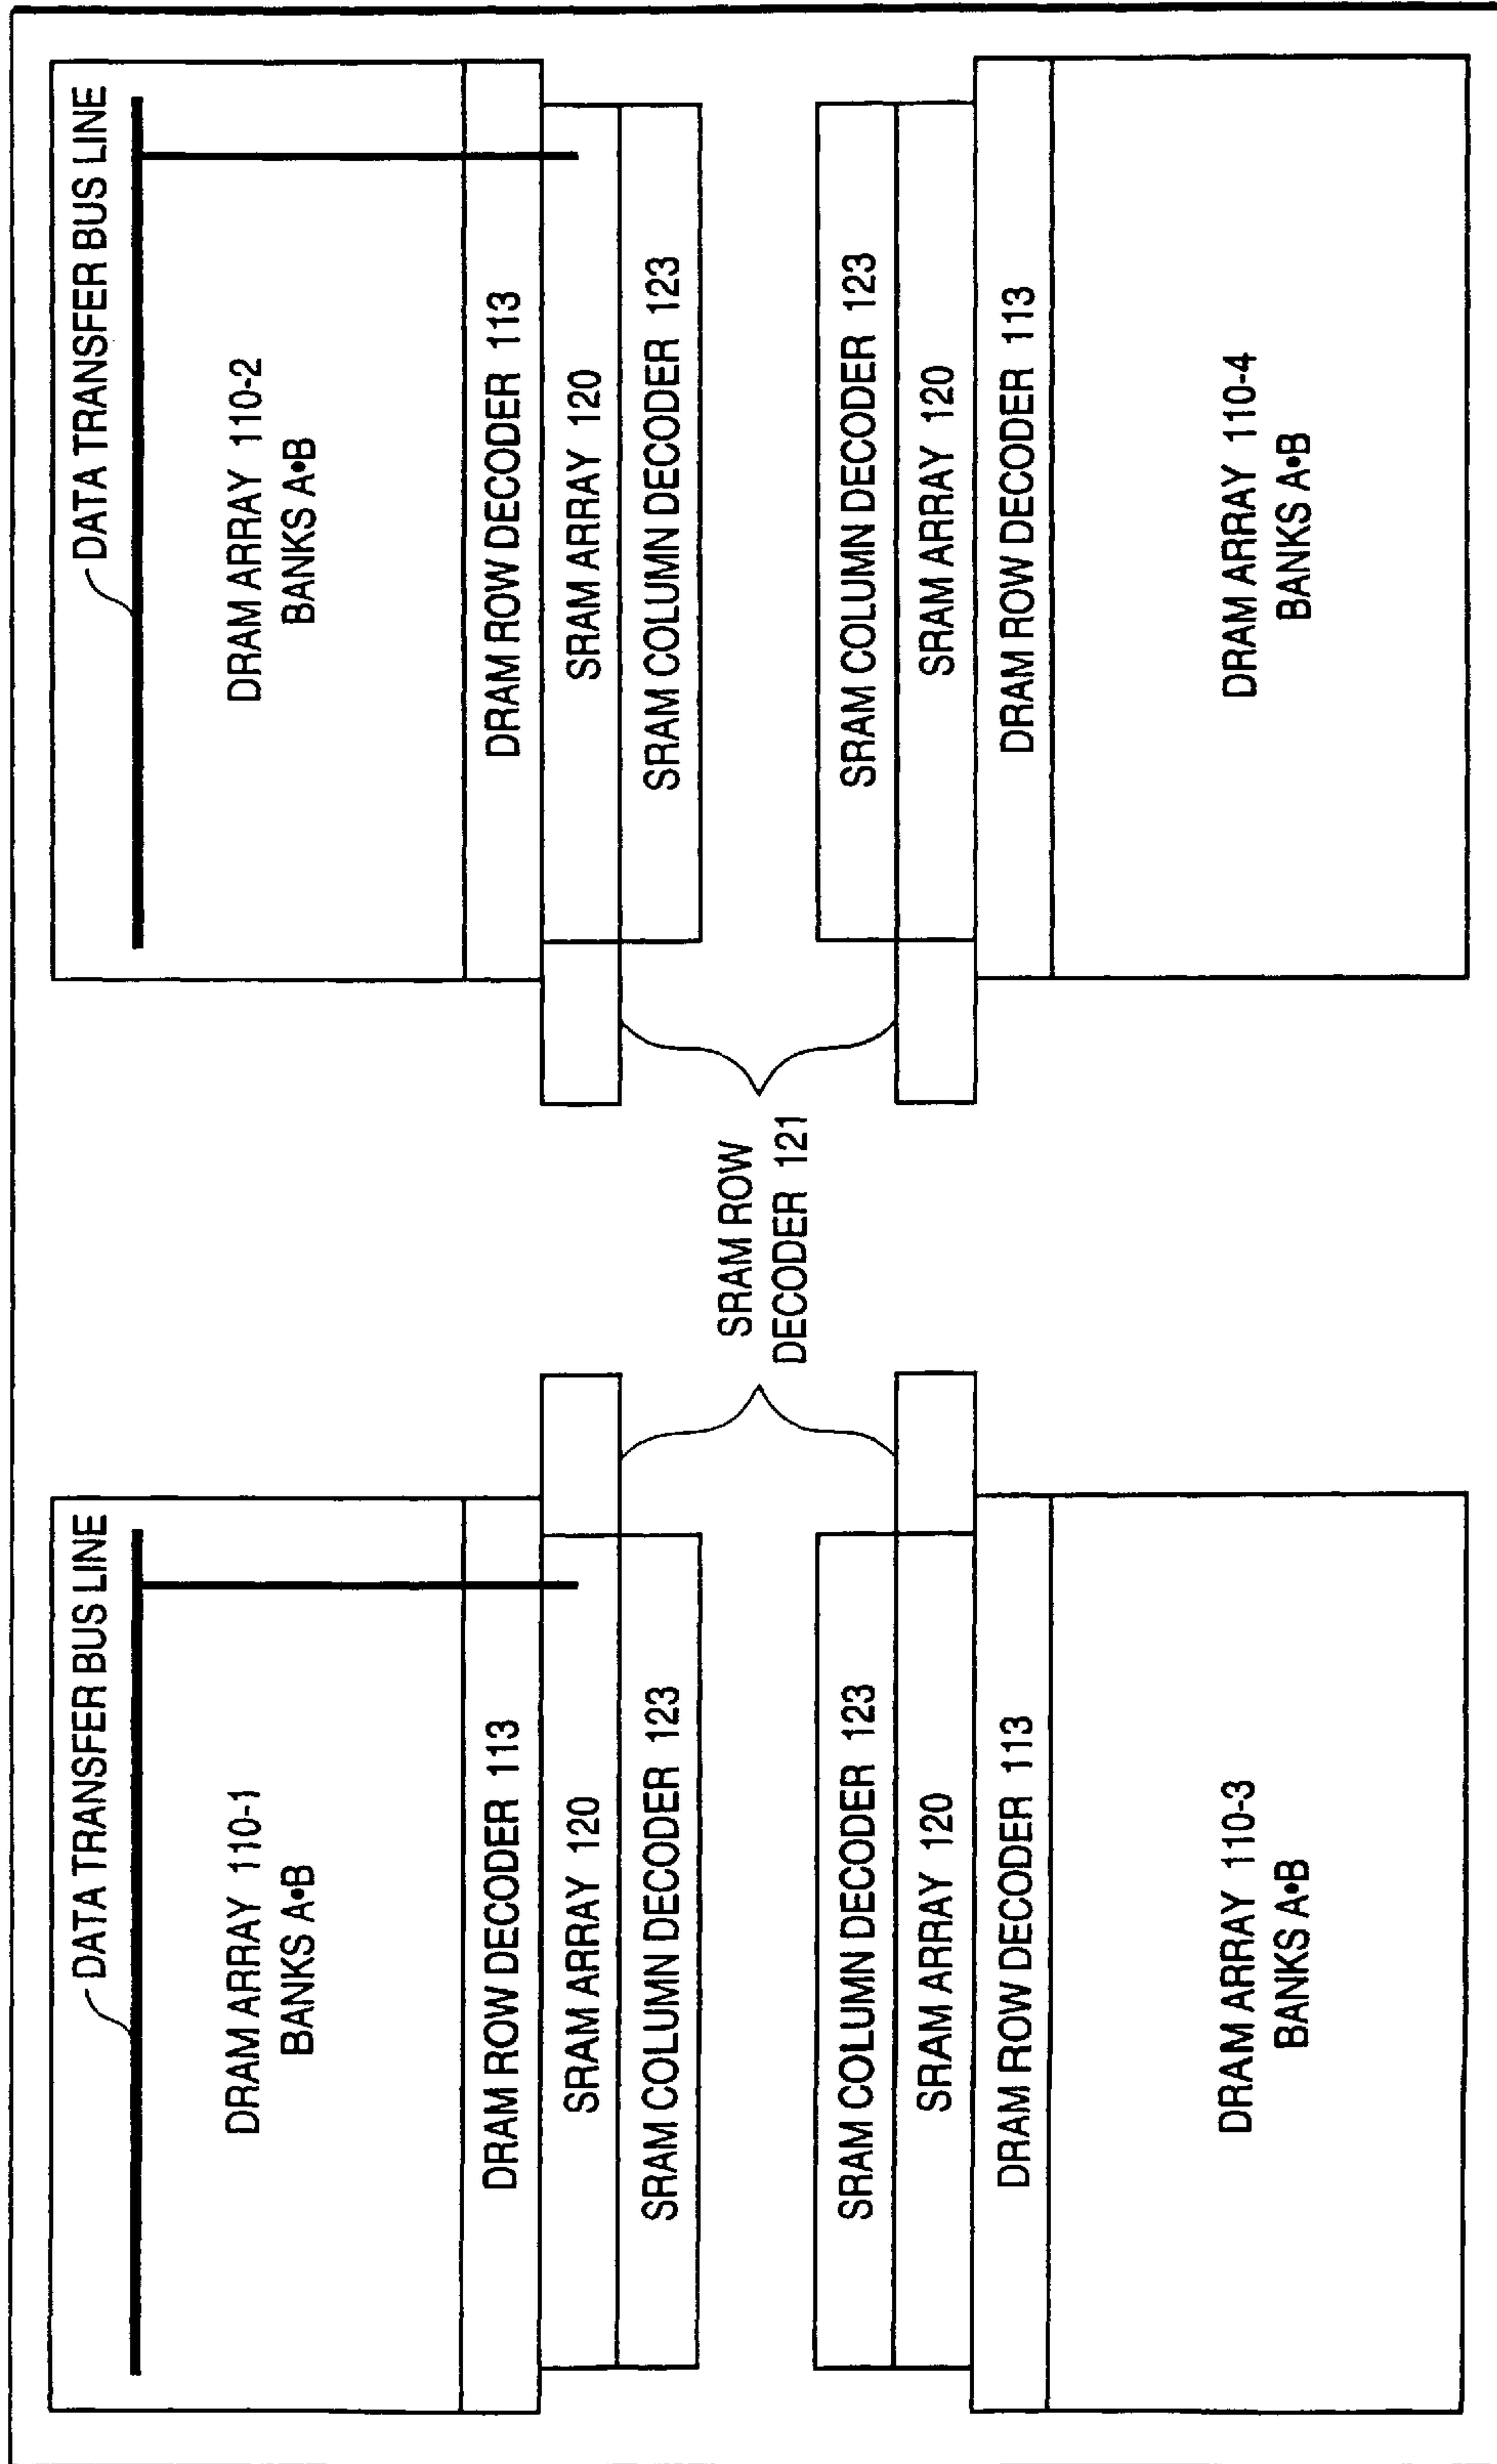 DATA TRANSFER BUS LINE
DRAM ARRAY 110-1
BANKS A•B
DRAM ROW DECODER 113
SRAM ARRAY 120
SRAM COLUMN DECODER 123
DATA TRANSFER BUS LINE
DRAM ARRAY 110-2
BANKS A•B
DRAM ROW DECODER 113
SRAM ARRAY 120
SRAM COLUMN DECODER 123
SRAM ROW
DECODER 121
SRAM COLUMN DECODER 123
SRAM ARRAY 120
DRAM ROW DECODER 113
DRAM ARRAY 110-3
BANKS A•B
SRAM COLUMN DECODER 123
SRAM ARRAY 120
DRAM ROW DECODER 113
DRAM ARRAY 110-4
BANKS A•B